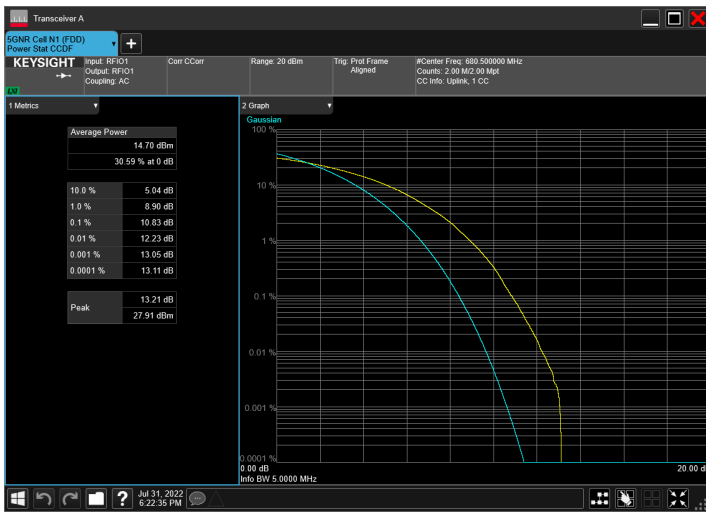 Transceiver A
5GNR Cell N1 (FDD)
Power Stat CCDF
+
KEYSIGHT
LXI
Input: RFIO1
Output: RFIO1
Coupling: AC
Corr CCorr
Range: 20 dBm
Trig: Prot Frame
Aligned
#Center Freq: 680.500000 MHz
Counts: 2.00 M/2.00 Mpt
CC Info: Uplink, 1 CC
1 Metrics
Average Power
14.70 dBm
30.59 % at 0 dB
10.0 % 5.04 dB
1.0 % 8.90 dB
0.1 % 10.83 dB
0.01 % 12.23 dB
0.001 % 13.05 dB
0.0001 % 13.11 dB
Peak
13.21 dB
27.91 dBm
2 Graph
Gaussian
100 %
10 %
1 %
0.1 %
0.01 %
0.001 %
0.0001 %
0.00 dB
20.00 d
Info BW 5.0000 MHz
?
Jul 31, 2022
6:22:35 PM